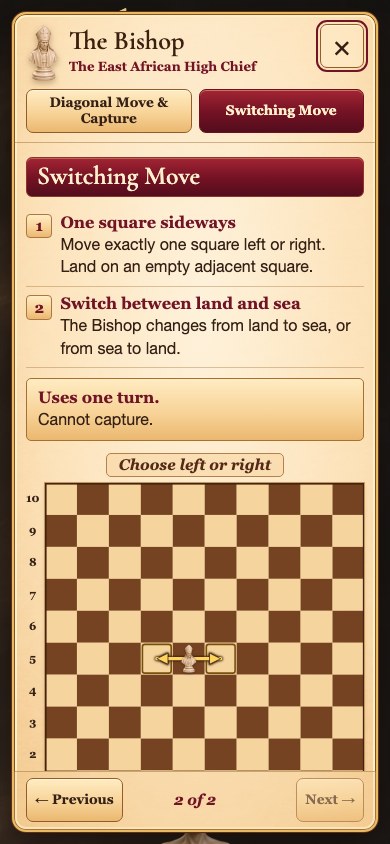 The Bishop
The East African High Chief
×
Diagonal Move &
Capture
Switching Move
Switching Move
1
One square sideways
Move exactly one square left or right.
Land on an empty adjacent square.
2
Switch between land and sea
The Bishop changes from land to sea, or
from sea to land.
Uses one turn.
Cannot capture.
Choose left or right
10
9
8
7
6
5
4
3
2
← Previous
2 of 2
Next →